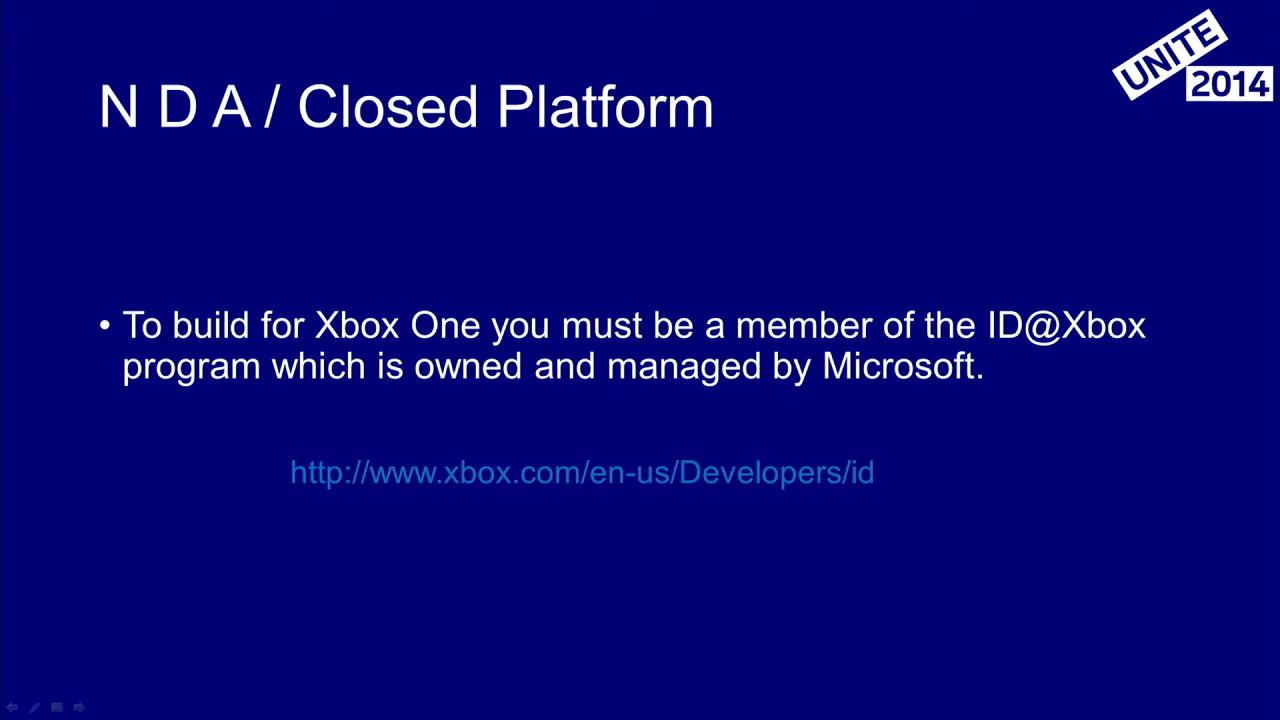 UNITE
2014
N D A / Closed Platform
• To build for Xbox One you must be a member of the ID@Xbox
program which is owned and managed by Microsoft.
http://www.xbox.com/en-us/Developers/id